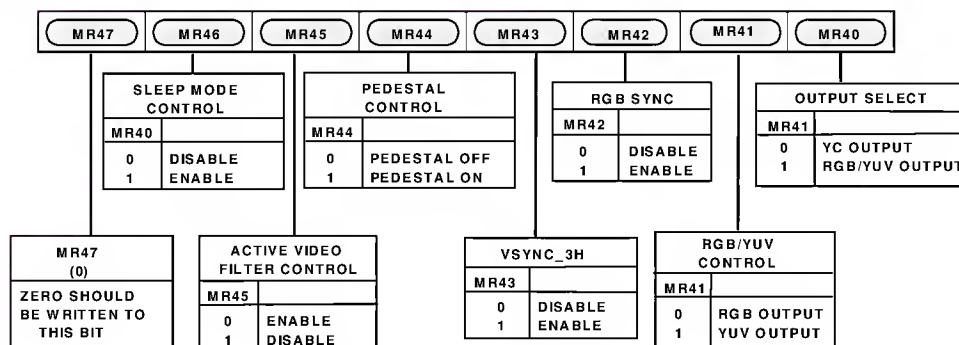 MR47 MR46 MR45 MR44 MR43 MR42 MR41 MR40
SLEEP MODE
CONTROL
MR40
0 DISABLE
1 ENABLE
PEDESTAL
CONTROL
MR44
0 PEDESTAL OFF
1 PEDESTAL ON
RGB SYNC
MR42
0 DISABLE
1 ENABLE
OUTPUT SELECT
MR41
0 YC OUTPUT
1 RGB/YUV OUTPUT
MR47
(0)
ZERO SHOULD
BE WRITTEN TO
THIS BIT
ACTIVE VIDEO
FILTER CONTROL
MR45
0 ENABLE
1 DISABLE
VSYNC_3H
MR43
0 DISABLE
1 ENABLE
RGB/YUV
CONTROL
MR41
0 RGB OUTPUT
1 YUV OUTPUT